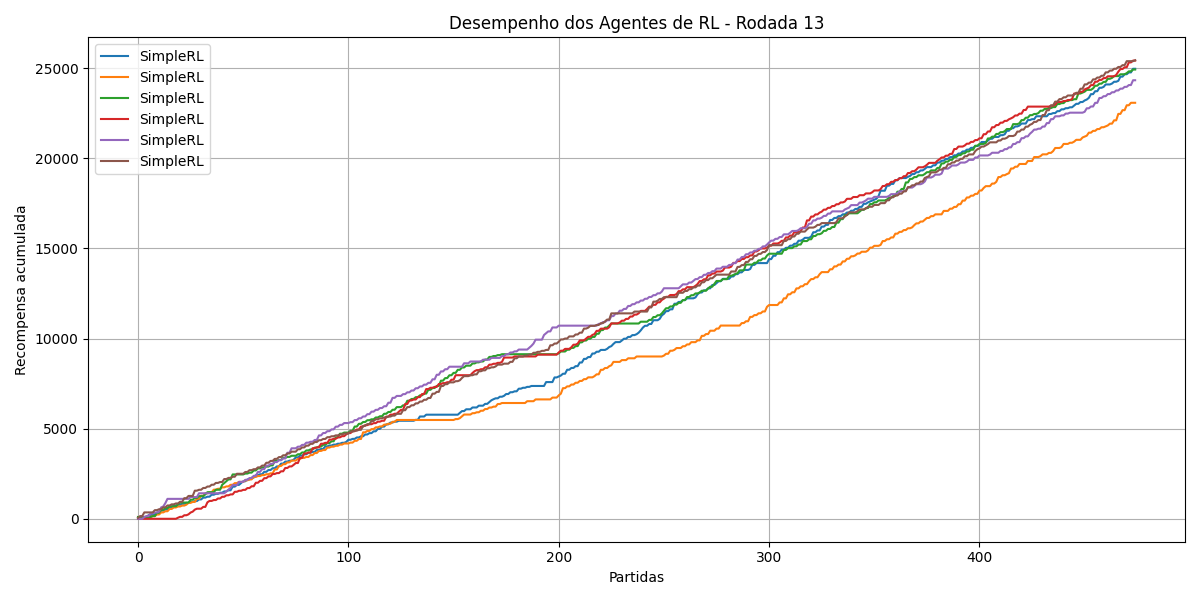 Desempenho dos Agentes de RL - Rodada 13
SimpleRL
SimpleRL
SimpleRL
SimpleRL
SimpleRL
SimpleRL
Recompensa acumulada
25000
20000
15000
10000
5000
0
0 100 200 300 400
Partidas